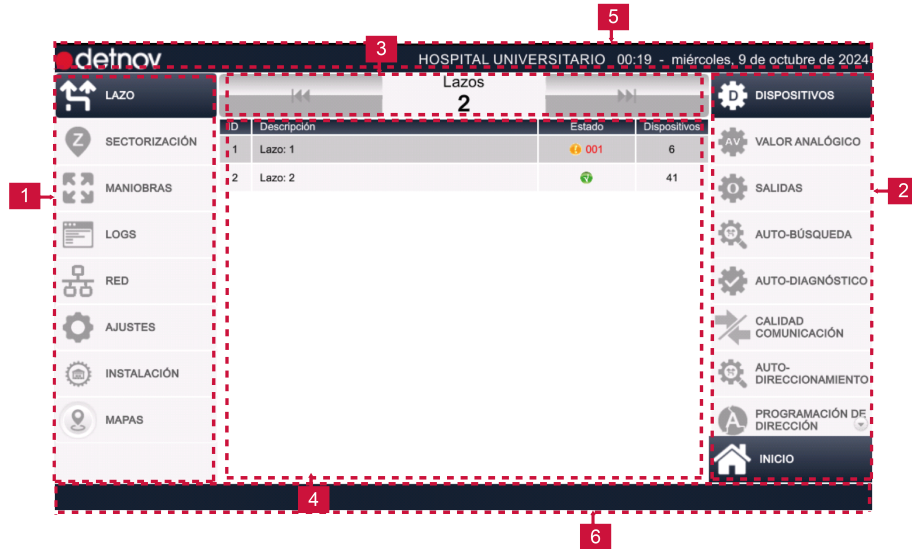 5
detnov
HOSPITAL UNIVERSITARIO 00:19 - miércoles, 9 de octubre de 2024
3
LAZO
SECTORIZACIÓN
1
MANIOBRAS
LOGS
RED
AJUSTES
INSTALACIÓN
MAPAS
Lazos
2
ID Descripción Estado Dispositivos
1 Lazo: 1 001 6
2 Lazo: 2 41
4
D DISPOSITIVOS
AV VALOR ANALÓGICO
2
O SALIDAS
AUTO-BÚSQUEDA
AUTO-DIAGNÓSTICO
CALIDAD
COMUNICACIÓN
AUTO-
DIRECCIONAMIENTO
A PROGRAMACIÓN DE
DIRECCIÓN
INICIO
6